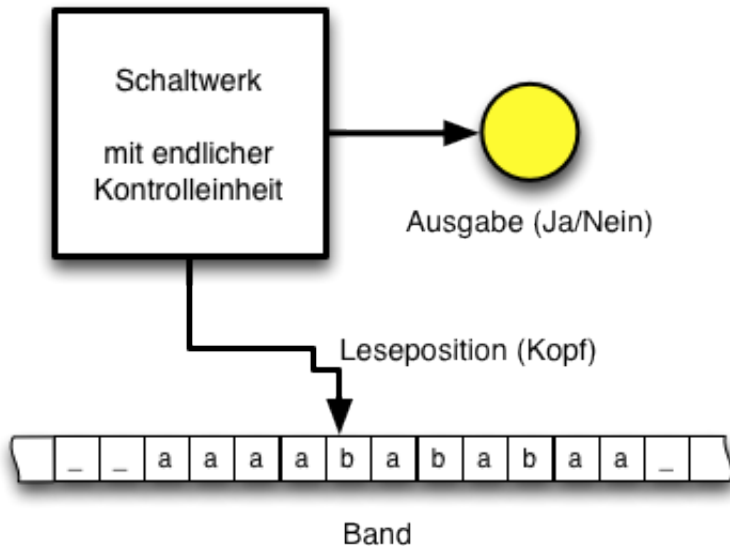 Schaltwerk
mit endlicher
Kontrolleinheit
Ausgabe (Ja/Nein)
Leseposition (Kopf)
_ _ a a a a b a b a b a a _
Band